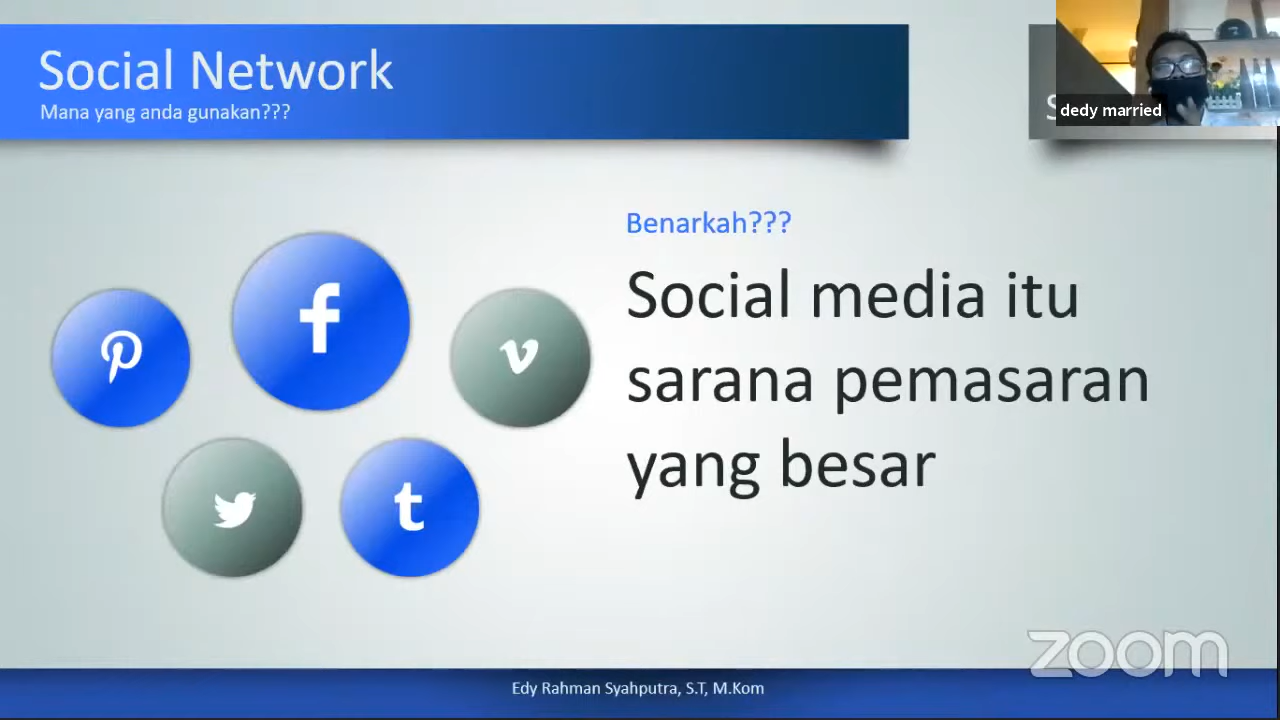 Social Network
Mana yang anda gunakan???
dedy married
Benarkah???
Social media itu
sarana pemasaran
yang besar
zoom
Edy Rahman Syahputra, S.T, M.Kom